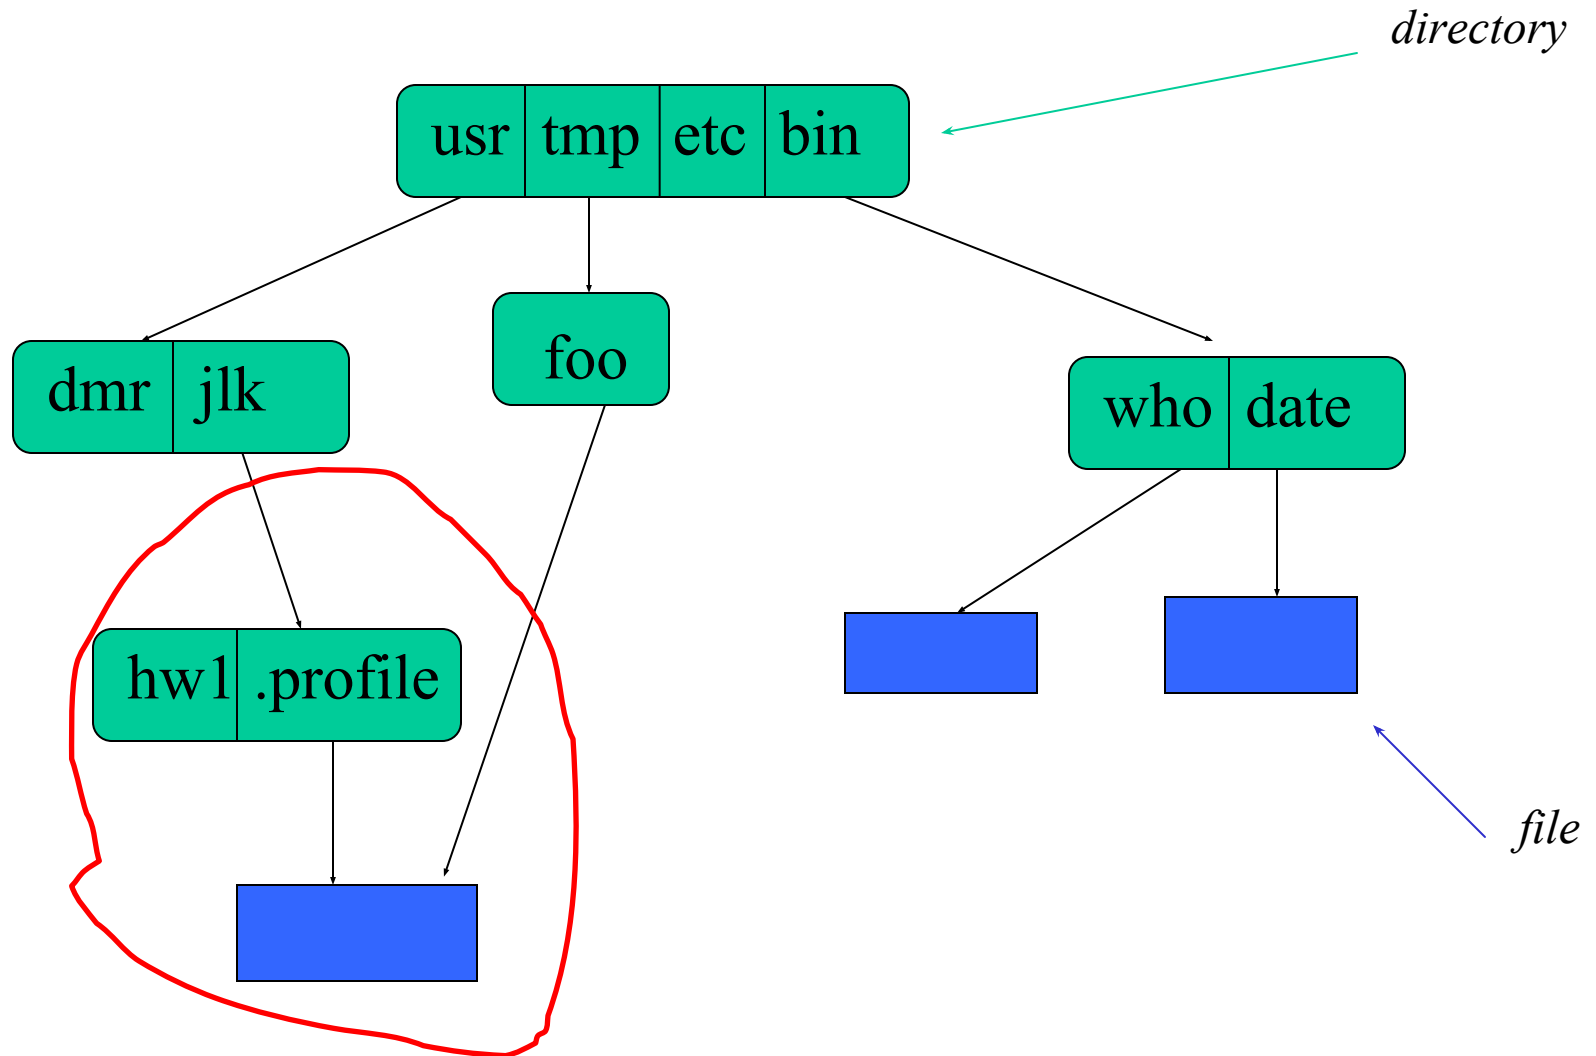 directory
usr tmp etc bin
foo
dmr jlk
who date
hw1 .profile
file